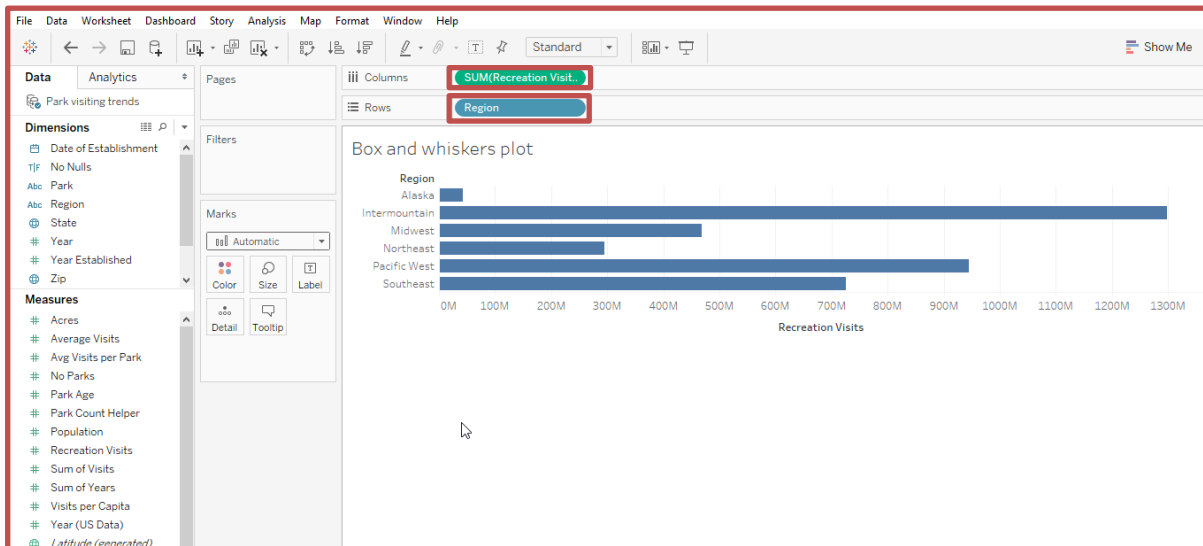 File Data Worksheet Dashboard Story Analysis Map Format Window Help
Standard
Show Me
Data Analytics
Park visiting trends
Dimensions
Date of Establishment
T|F No Nulls
Abc Park
Abc Region
State
# Year
# Year Established
Zip
Measures
# Acres
# Average Visits
# Avg Visits per Park
# No Parks
# Park Age
# Park Count Helper
# Population
# Recreation Visits
# Sum of Visits
# Sum of Years
# Visits per Capita
# Year (US Data)
Latitude (generated)
Pages
Filters
Marks
Automatic
Color Size Label
Detail Tooltip
Columns SUM(Recreation Visit..
Rows Region
Box and whiskers plot
Region
Alaska
Intermountain
Midwest
Northeast
Pacific West
Southeast
0M 100M 200M 300M 400M 500M 600M 700M 800M 900M 1000M 1100M 1200M 1300M
Recreation Visits